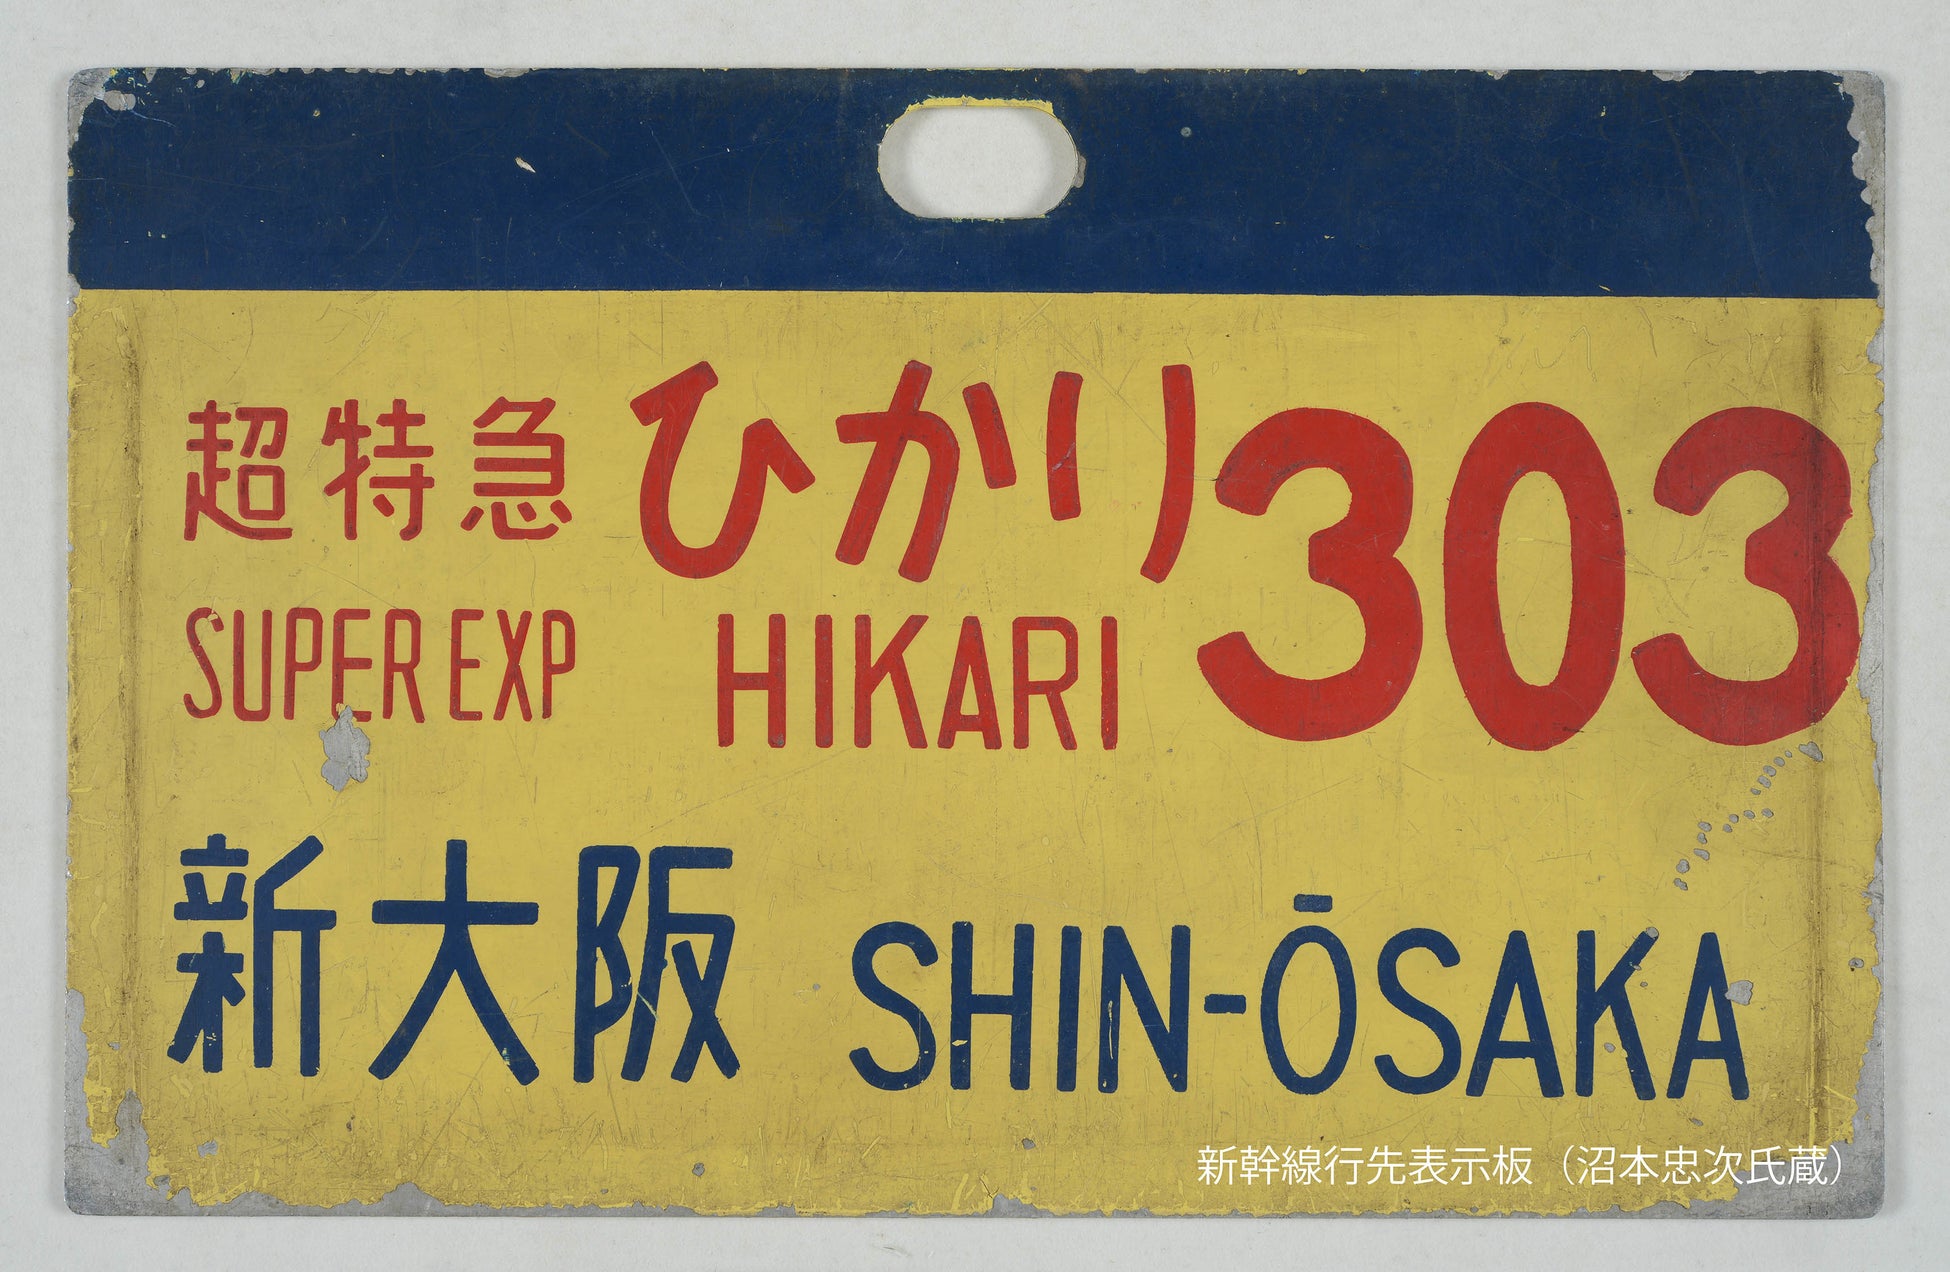 超特急 ひかり 303
SUPER EXP HIKARI
新大阪 SHIN-ŌSAKA
新幹線行先表示板（沼本忠次氏蔵）